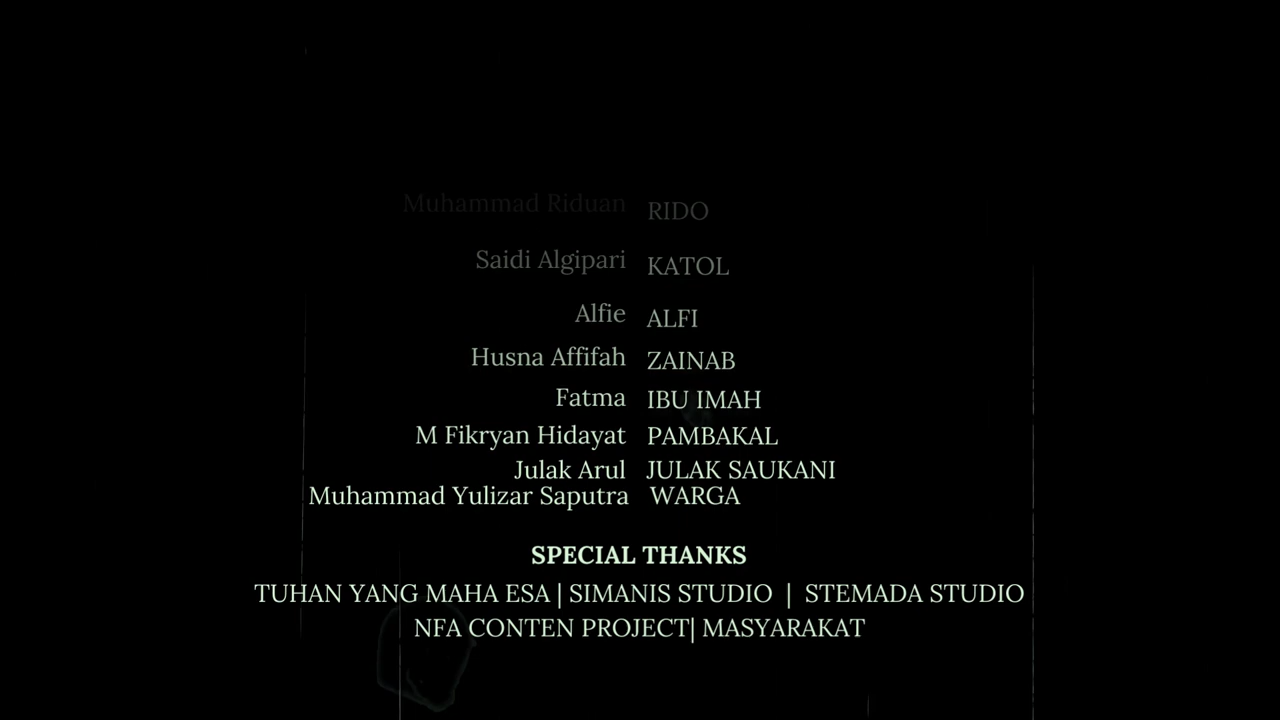 Muhammad Riduan RIDO
Saidi Algipari KATOL
Alfie ALFI
Husna Affifah ZAINAB
Fatma IBU IMAH
M Fikryan Hidayat PAMBAKAL
Julak Arul JULAK SAUKANI
Muhammad Yulizar Saputra WARGA
SPECIAL THANKS
TUHAN YANG MAHA ESA | SIMANIS STUDIO | STEMADA STUDIO
NFA CONTEN PROJECT| MASYARAKAT